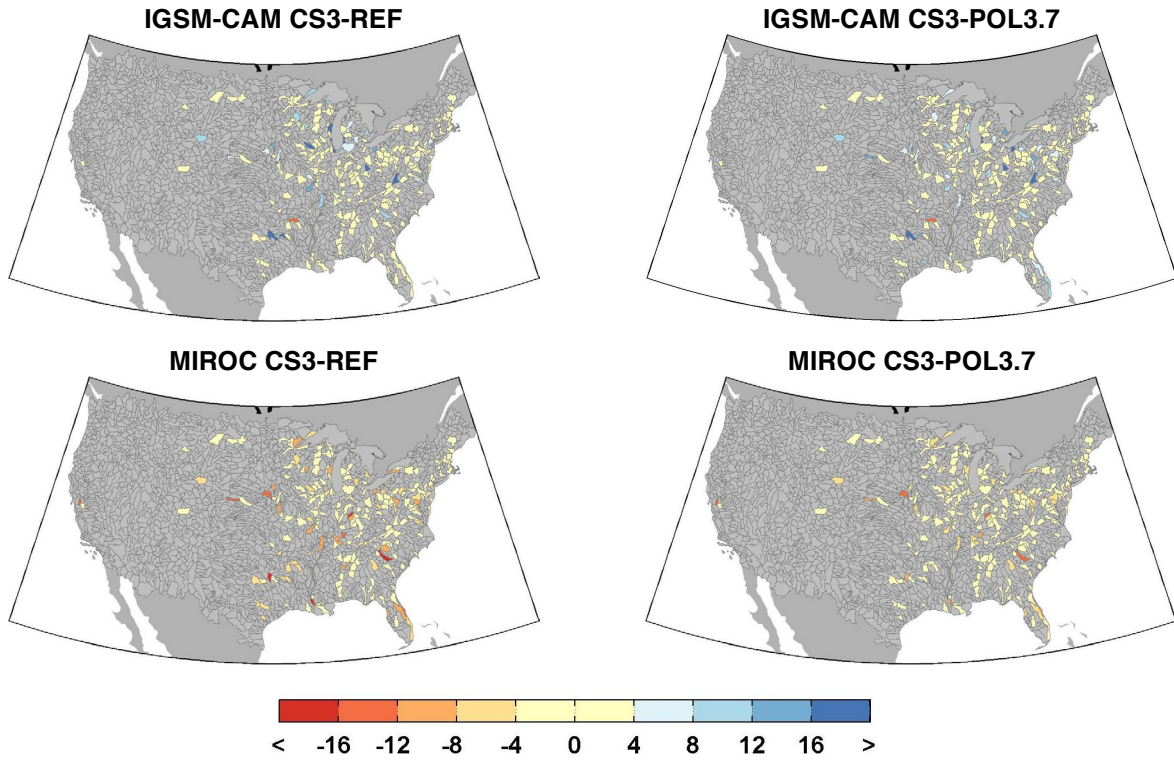 IGSM-CAM CS3-REF
IGSM-CAM CS3-POL3.7
MIROC CS3-REF
MIROC CS3-POL3.7
< -16 -12 -8 -4 0 4 8 12 16 >